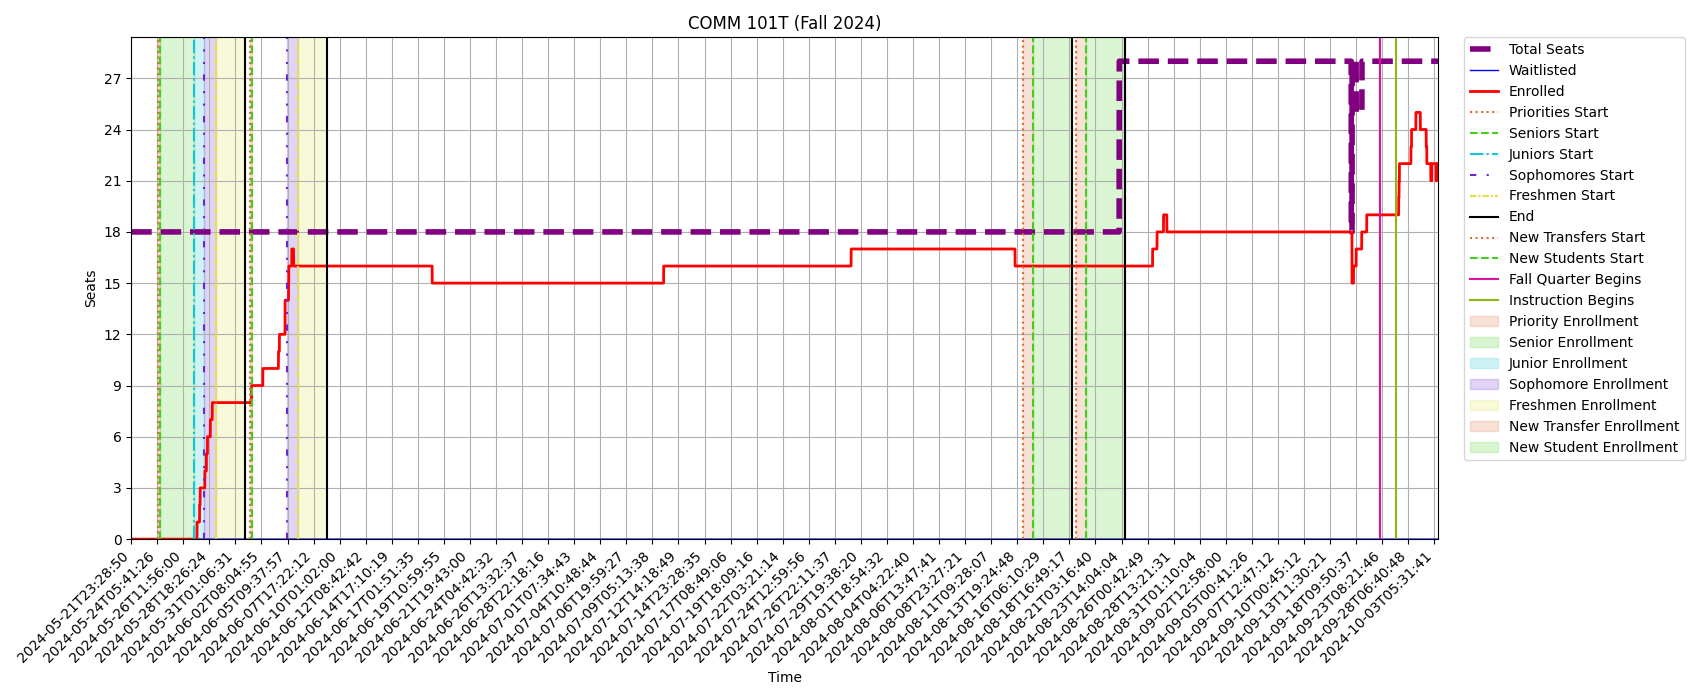 COMM 101T (Fall 2024)
Seats
27
24
21
18
15
12
9
6
3
0
2024-05-21T23:28:50
2024-05-24T05:41:26
2024-05-26T11:56:00
2024-05-28T18:26:24
2024-05-31T01:06:31
2024-06-02T08:04:55
2024-06-05T09:37:57
2024-06-07T17:22:12
2024-06-10T01:02:00
2024-06-12T08:42:42
2024-06-14T17:10:19
2024-06-17T01:51:35
2024-06-19T10:59:55
2024-06-21T19:43:00
2024-06-24T04:42:32
2024-06-26T13:32:37
2024-06-28T22:18:16
2024-07-01T07:34:43
2024-07-04T10:48:44
2024-07-06T19:59:27
2024-07-09T05:13:38
2024-07-12T14:18:49
2024-07-14T23:28:35
2024-07-17T08:49:06
2024-07-19T18:09:16
2024-07-22T03:21:14
2024-07-24T12:59:56
2024-07-26T22:11:37
2024-07-29T19:38:20
2024-08-01T18:54:32
2024-08-04T04:22:40
2024-08-06T13:47:41
2024-08-08T23:27:21
2024-08-11T09:28:07
2024-08-13T19:24:48
2024-08-16T06:10:29
2024-08-18T16:49:17
2024-08-21T03:16:40
2024-08-23T14:04:04
2024-08-26T00:42:49
2024-08-28T13:21:31
2024-08-31T01:10:04
2024-09-02T12:58:00
2024-09-05T00:41:26
2024-09-07T12:47:12
2024-09-10T00:45:12
2024-09-13T11:30:21
2024-09-18T09:50:37
2024-09-23T08:21:46
2024-09-28T06:40:48
2024-10-03T05:31:41
Time
Total Seats
Waitlisted
Enrolled
Priorities Start
Seniors Start
Juniors Start
Sophomores Start
Freshmen Start
End
New Transfers Start
New Students Start
Fall Quarter Begins
Instruction Begins
Priority Enrollment
Senior Enrollment
Junior Enrollment
Sophomore Enrollment
Freshmen Enrollment
New Transfer Enrollment
New Student Enrollment